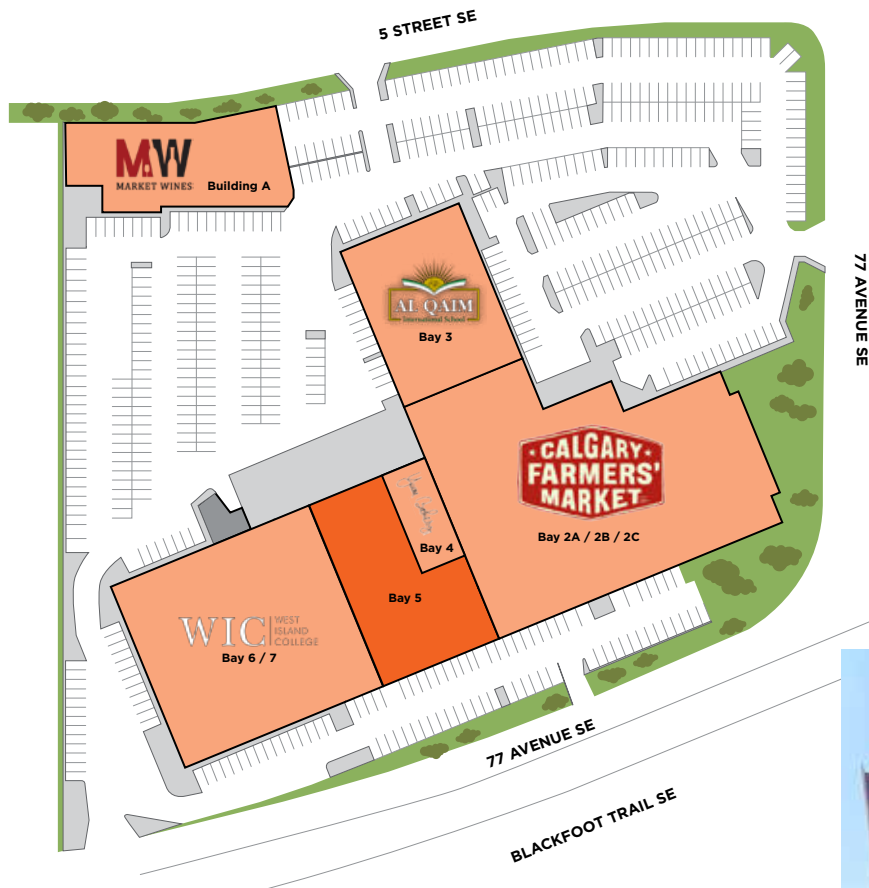 5 STREET SE
MW
MARKET WINES
Building A
77 AVENUE SE
AL QAIM
International School
Bay 3
CALGARY
FARMERS'
MARKET
Bay 2A / 2B / 2C
Bay 4
Bay 5
WIC
WEST
ISLAND
COLLEGE
Bay 6 / 7
77 AVENUE SE
BLACKFOOT TRAIL SE